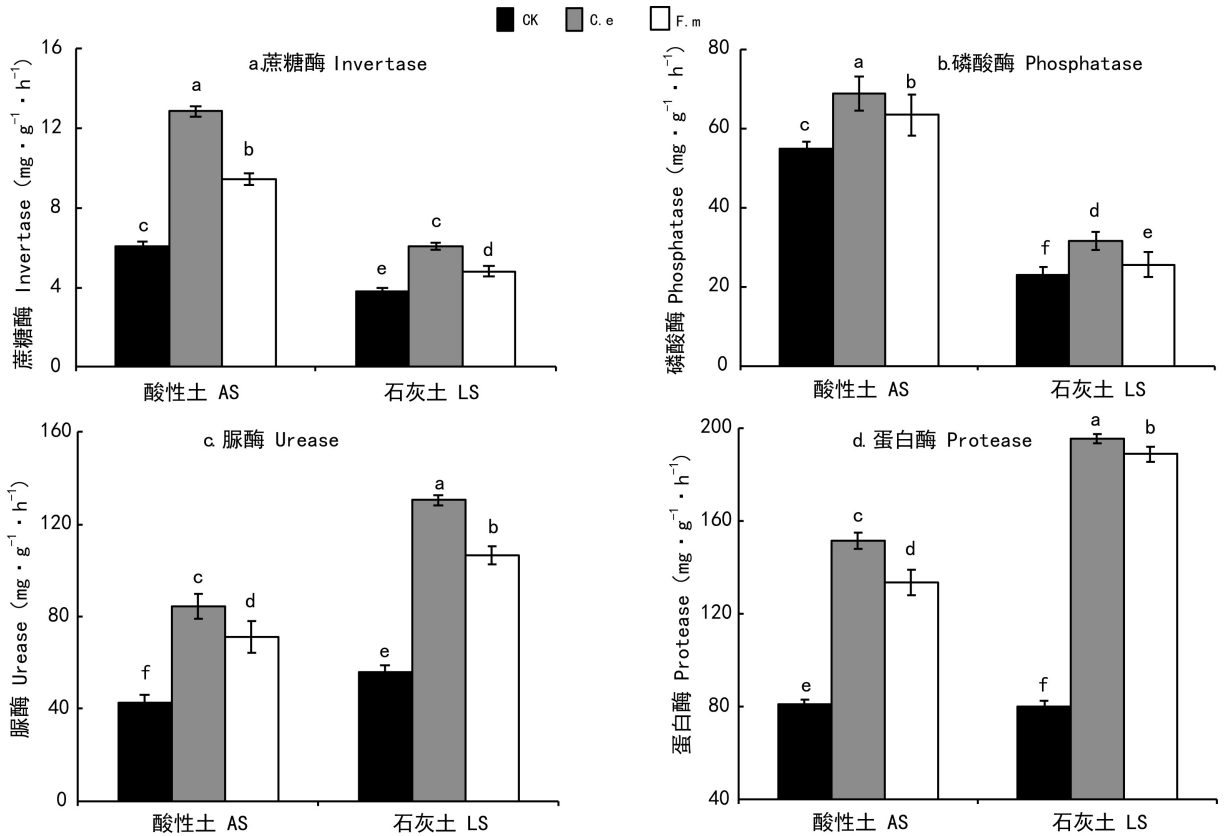 CK C.e F.m
a.蔗糖酶 Invertase
蔗糖酶 Invertase (mg·g⁻¹·h⁻¹)
16
12
8
4
0
c a b e c d
酸性土 AS 石灰土 LS
b.磷酸酶 Phosphatase
磷酸酶 Phosphatase (mg·g⁻¹·h⁻¹)
80
60
40
20
0
c a b f d e
酸性土 AS 石灰土 LS
c. 脲酶 Urease
脲酶 Urease (mg·g⁻¹·h⁻¹)
160
120
80
40
0
f c d e a b
酸性土 AS 石灰土 LS
d. 蛋白酶 Protease
蛋白酶 Protease (mg·g⁻¹·h⁻¹)
200
160
120
80
40
e c d f a b
酸性土 AS 石灰土 LS